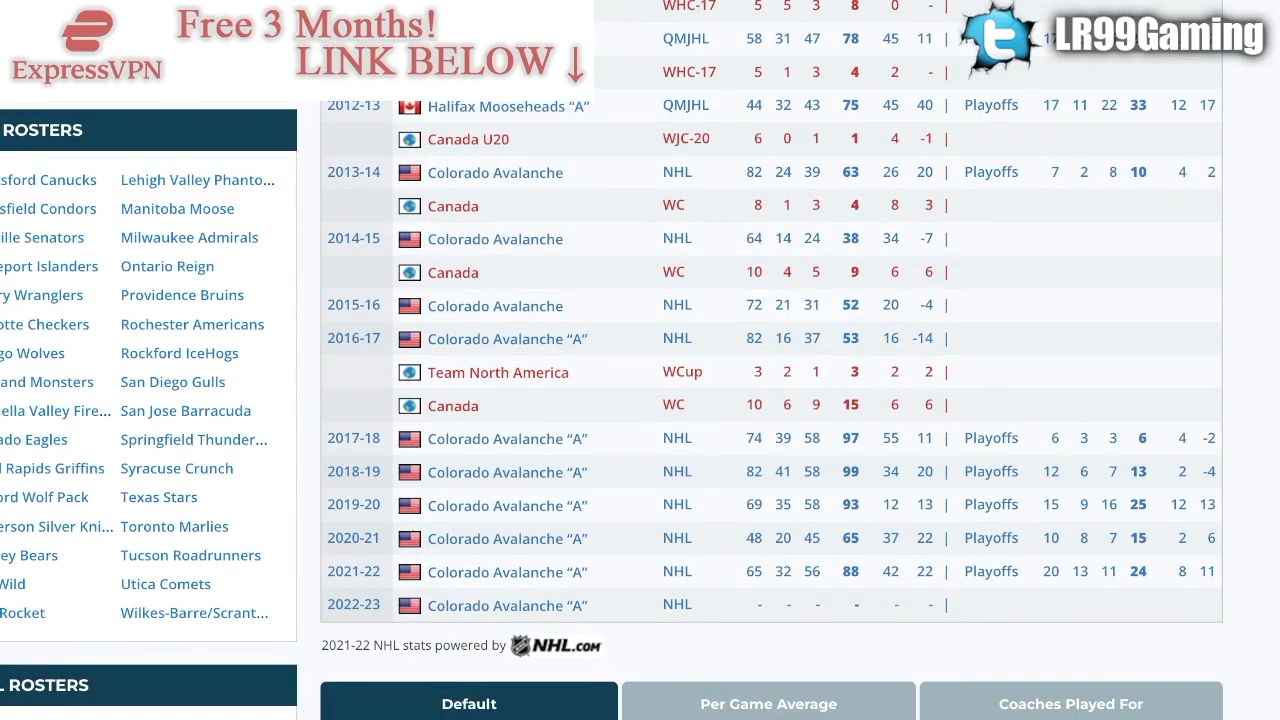 ExpressVPN
Free 3 Months!
LINK BELOW ↓
LR99Gaming
WHC-17 5 5 3 8 0 - |
QMJHL 58 31 47 78 45 11 |
WHC-17 5 1 3 4 2 - |
2012-13 Halifax Mooseheads “A” QMJHL 44 32 43 75 45 40 | Playoffs 17 11 22 33 12 17
Canada U20 WJC-20 6 0 1 1 4 -1 |
2013-14 Colorado Avalanche NHL 82 24 39 63 26 20 | Playoffs 7 2 8 10 4 2
Canada WC 8 1 3 4 8 3 |
2014-15 Colorado Avalanche NHL 64 14 24 38 34 -7 |
Canada WC 10 4 5 9 6 6 |
2015-16 Colorado Avalanche NHL 72 21 31 52 20 -4 |
2016-17 Colorado Avalanche “A” NHL 82 16 37 53 16 -14 |
Team North America WCup 3 2 1 3 2 2 |
Canada WC 10 6 9 15 6 6 |
2017-18 Colorado Avalanche “A” NHL 74 39 58 97 55 11 | Playoffs 6 3 3 6 4 -2
2018-19 Colorado Avalanche “A” NHL 82 41 58 99 34 20 | Playoffs 12 6 7 13 2 -4
2019-20 Colorado Avalanche “A” NHL 69 35 58 93 12 13 | Playoffs 15 9 16 25 12 13
2020-21 Colorado Avalanche “A” NHL 48 20 45 65 37 22 | Playoffs 10 8 7 15 2 6
2021-22 Colorado Avalanche “A” NHL 65 32 56 88 42 22 | Playoffs 20 13 11 24 8 11
2022-23 Colorado Avalanche “A” NHL - - - - - - |
2021-22 NHL stats powered by NHL.COM
Default Per Game Average Coaches Played For
ROSTERS
sford Canucks Lehigh Valley Phanto...
sfield Condors Manitoba Moose
ille Senators Milwaukee Admirals
eport Islanders Ontario Reign
ry Wranglers Providence Bruins
otte Checkers Rochester Americans
go Wolves Rockford IceHogs
and Monsters San Diego Gulls
ella Valley Fire... San Jose Barracuda
ado Eagles Springfield Thunder...
l Rapids Griffins Syracuse Crunch
ord Wolf Pack Texas Stars
erson Silver Kni... Toronto Marlies
ey Bears Tucson Roadrunners
Wild Utica Comets
Rocket Wilkes-Barre/Scrant...
L ROSTERS